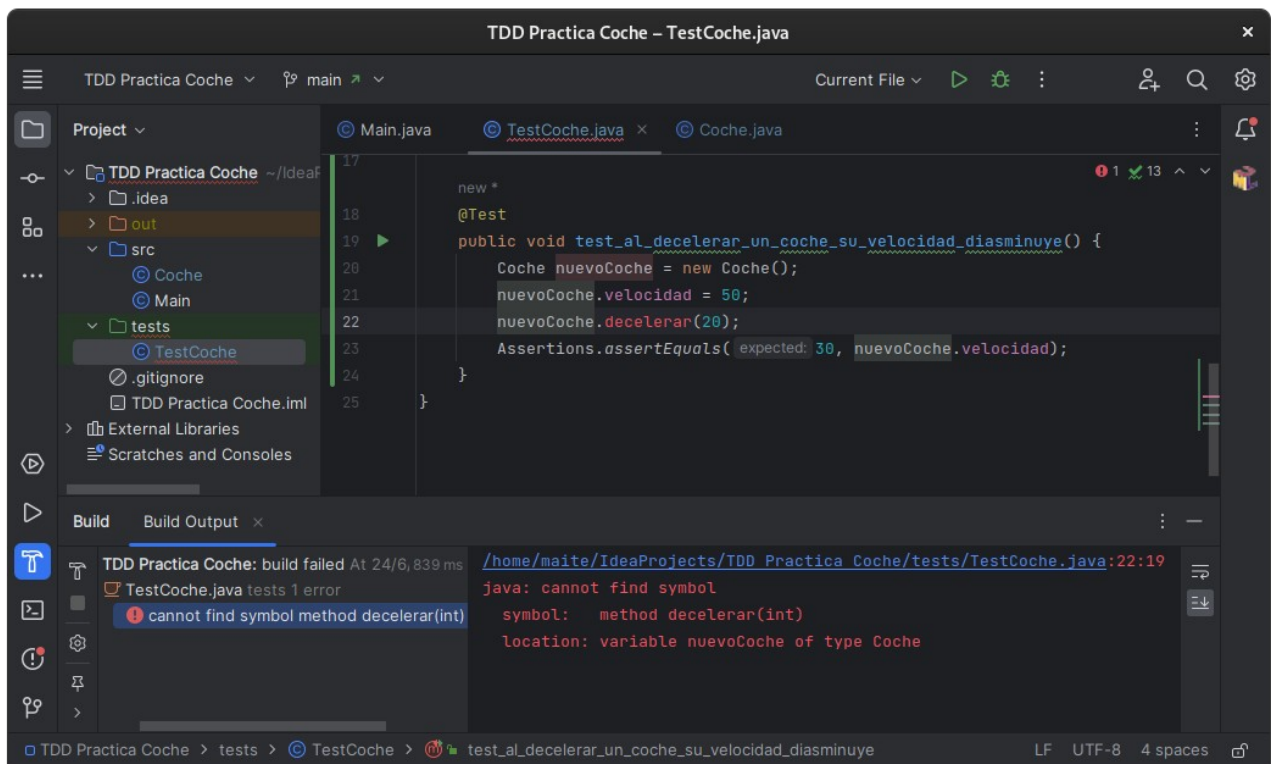 TDD Practica Coche – TestCoche.java
TDD Practica Coche
main
Current File
Project
Main.java
TestCoche.java
Coche.java
TDD Practica Coche ~/IdeaP
.idea
out
src
Coche
Main
tests
TestCoche
.gitignore
TDD Practica Coche.iml
External Libraries
Scratches and Consoles
17
1 13
new *
18 @Test
19 public void test_al_decelerar_un_coche_su_velocidad_diasminuye() {
20 Coche nuevoCoche = new Coche();
21 nuevoCoche.velocidad = 50;
22 nuevoCoche.decelerar(20);
23 Assertions.assertEquals( expected: 30, nuevoCoche.velocidad);
24 }
25 }
Build Build Output
TDD Practica Coche: build failed At 24/6, 839 ms
TestCoche.java tests 1 error
cannot find symbol method decelerar(int)
/home/maite/IdeaProjects/TDD Practica Coche/tests/TestCoche.java:22:19
java: cannot find symbol
symbol: method decelerar(int)
location: variable nuevoCoche of type Coche
TDD Practica Coche > tests > TestCoche > test_al_decelerar_un_coche_su_velocidad_diasminuye
LF UTF-8 4 spaces